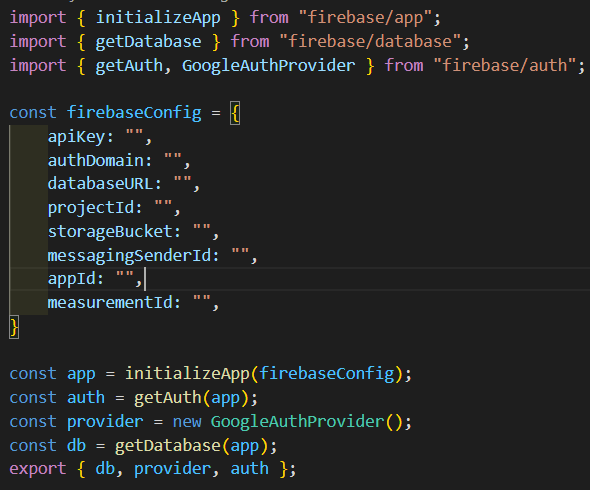 import { initializeApp } from "firebase/app";
import { getDatabase } from "firebase/database";
import { getAuth, GoogleAuthProvider } from "firebase/auth";

const firebaseConfig = {
    apiKey: "",
    authDomain: "",
    databaseURL: "",
    projectId: "",
    storageBucket: "",
    messagingSenderId: "",
    appId: "",
    measurementId: "",
}

const app = initializeApp(firebaseConfig);
const auth = getAuth(app);
const provider = new GoogleAuthProvider();
const db = getDatabase(app);
export { db, provider, auth };